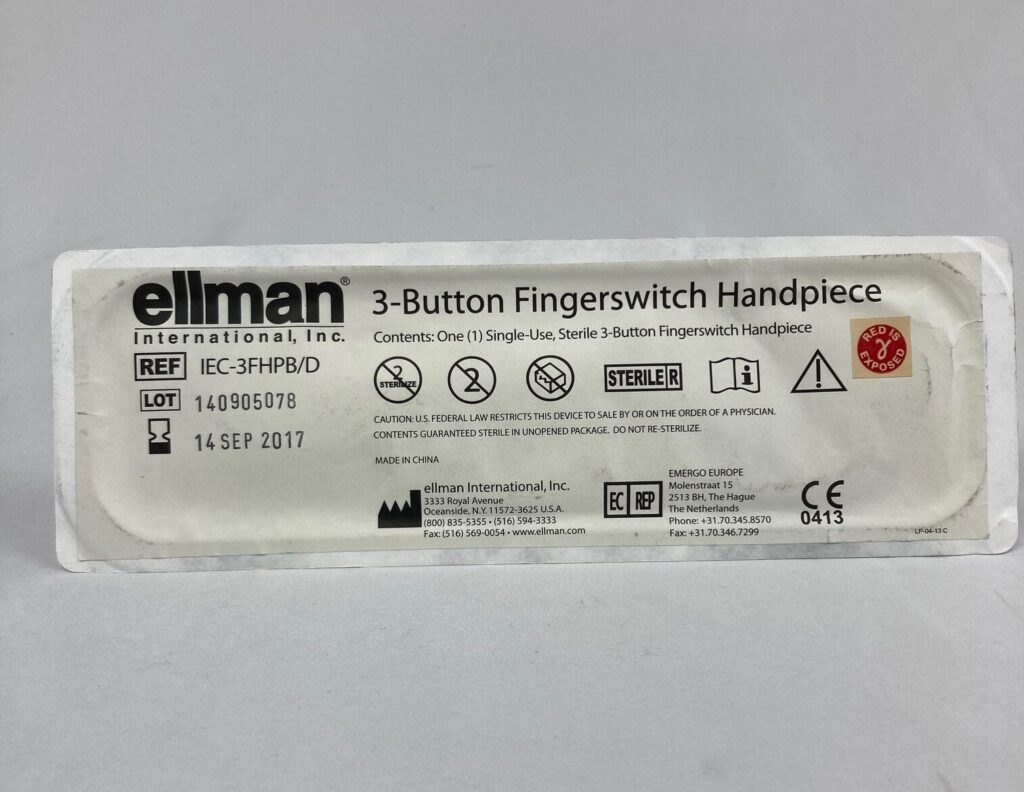 ellman®
International, Inc.
REF IEC-3FHPB/D
LOT 140905078
14 SEP 2017
3-Button Fingerswitch Handpiece
Contents: One (1) Single-Use, Sterile 3-Button Fingerswitch Handpiece
2 STERILIZE
2
STERILE R
i
RED IS γ EXPOSED
CAUTION: U.S. FEDERAL LAW RESTRICTS THIS DEVICE TO SALE BY OR ON THE ORDER OF A PHYSICIAN.
CONTENTS GUARANTEED STERILE IN UNOPENED PACKAGE. DO NOT RE-STERILIZE.
MADE IN CHINA
ellman International, Inc.
3333 Royal Avenue
Oceanside, N.Y. 11572-3625 U.S.A.
(800) 835-5355 • (516) 594-3333
Fax: (516) 569-0054 • www.ellman.com
EC REP
EMERGO EUROPE
Molenstraat 15
2513 BH, The Hague
The Netherlands
Phone: +31.70.345.8570
Fax: +31.70.346.7299
CE
0413
LP-04-13 C